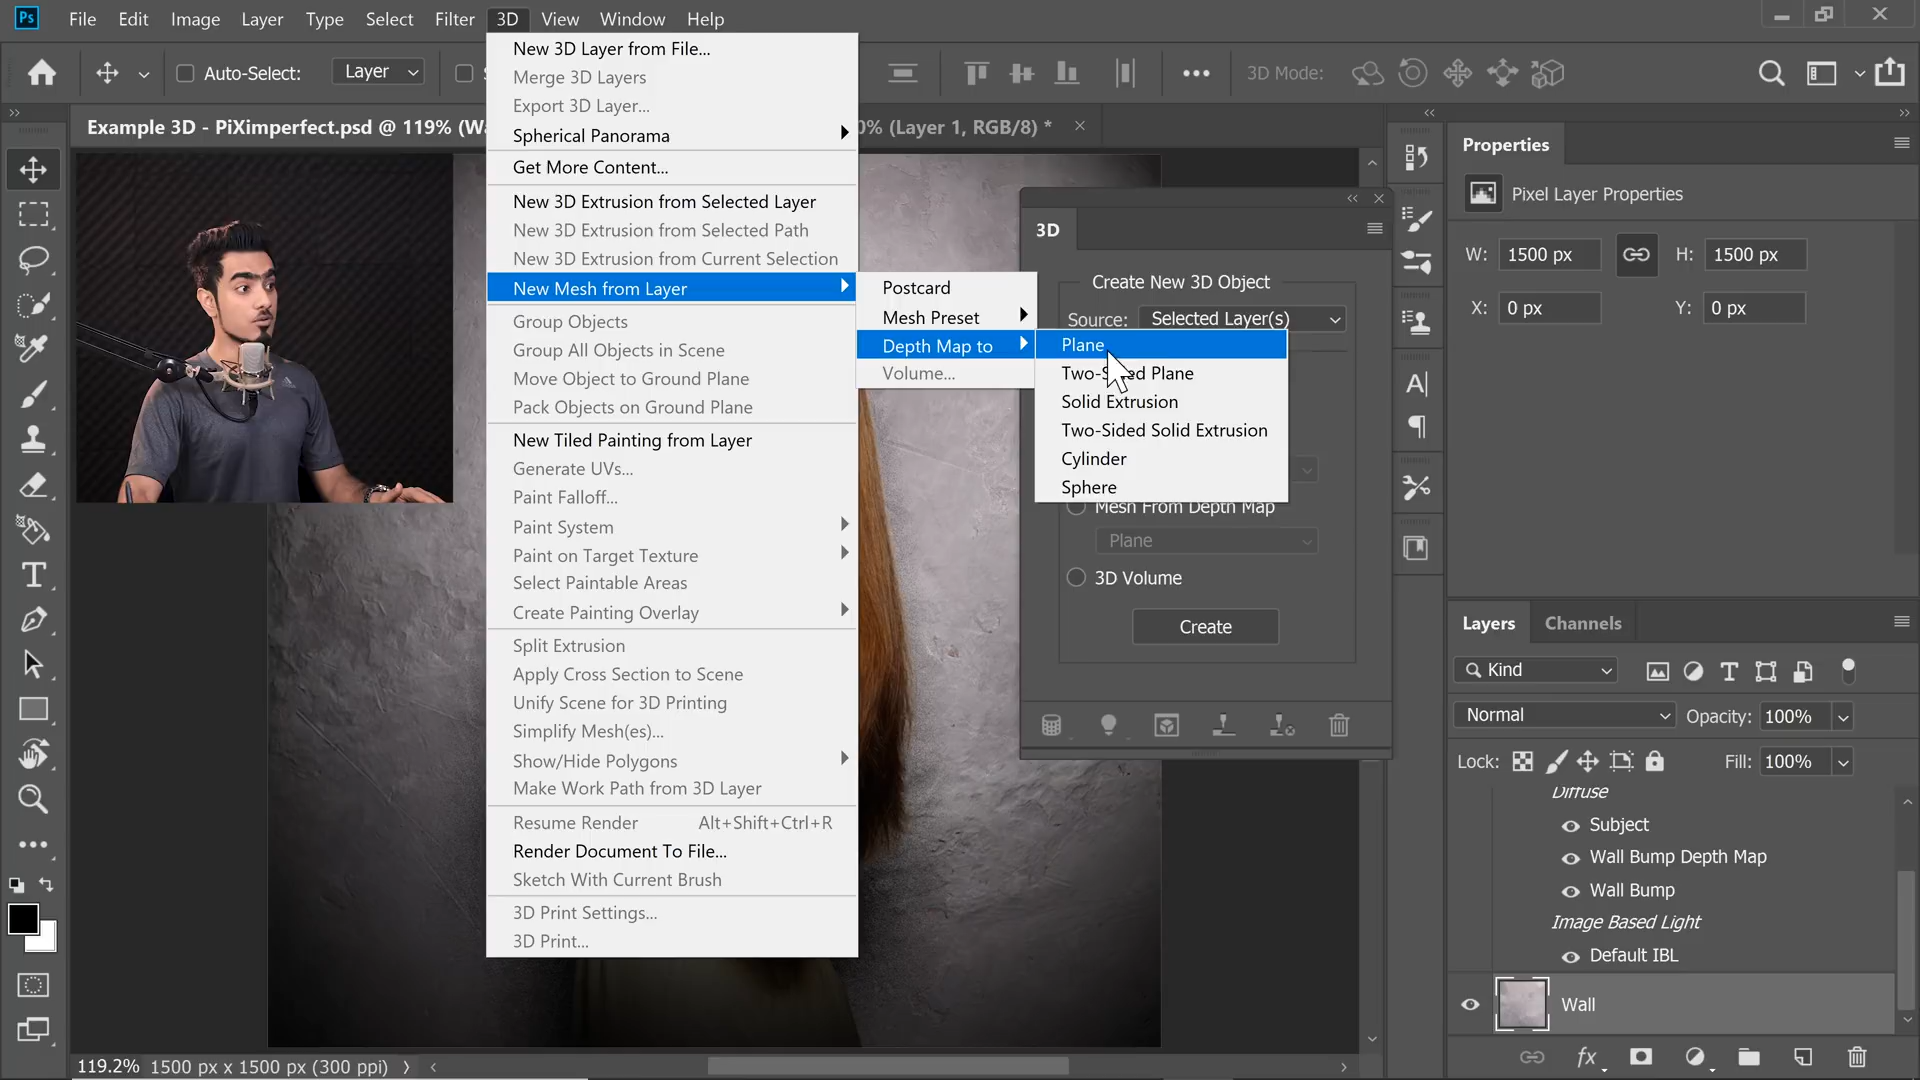 Ps File Edit Image Layer Type Select Filter 3D View Window Help
Auto-Select: Layer
3D Mode:
Example 3D - PiXimperfect.psd @ 119% (Wa
0% (Layer 1, RGB/8) *
New 3D Layer from File...
Merge 3D Layers
Export 3D Layer...
Spherical Panorama
Get More Content...
New 3D Extrusion from Selected Layer
New 3D Extrusion from Selected Path
New 3D Extrusion from Current Selection
New Mesh from Layer
Group Objects
Group All Objects in Scene
Move Object to Ground Plane
Pack Objects on Ground Plane
New Tiled Painting from Layer
Generate UVs...
Paint Falloff...
Paint System
Paint on Target Texture
Select Paintable Areas
Create Painting Overlay
Split Extrusion
Apply Cross Section to Scene
Unify Scene for 3D Printing
Simplify Mesh(es)...
Show/Hide Polygons
Make Work Path from 3D Layer
Resume Render Alt+Shift+Ctrl+R
Render Document To File...
Sketch With Current Brush
3D Print Settings...
3D Print...
Postcard
Mesh Preset
Depth Map to
Volume...
Plane
Two-Sided Plane
Solid Extrusion
Two-Sided Solid Extrusion
Cylinder
Sphere
3D
Create New 3D Object
Source: Selected Layer(s)
Mesh From Depth Map
Plane
3D Volume
Create
Properties
Pixel Layer Properties
W: 1500 px H: 1500 px
X: 0 px Y: 0 px
Layers Channels
Kind
Normal Opacity: 100%
Lock: Fill: 100%
Diffuse
Subject
Wall Bump Depth Map
Wall Bump
Image Based Light
Default IBL
Wall
fx
119.2% 1500 px x 1500 px (300 ppi)